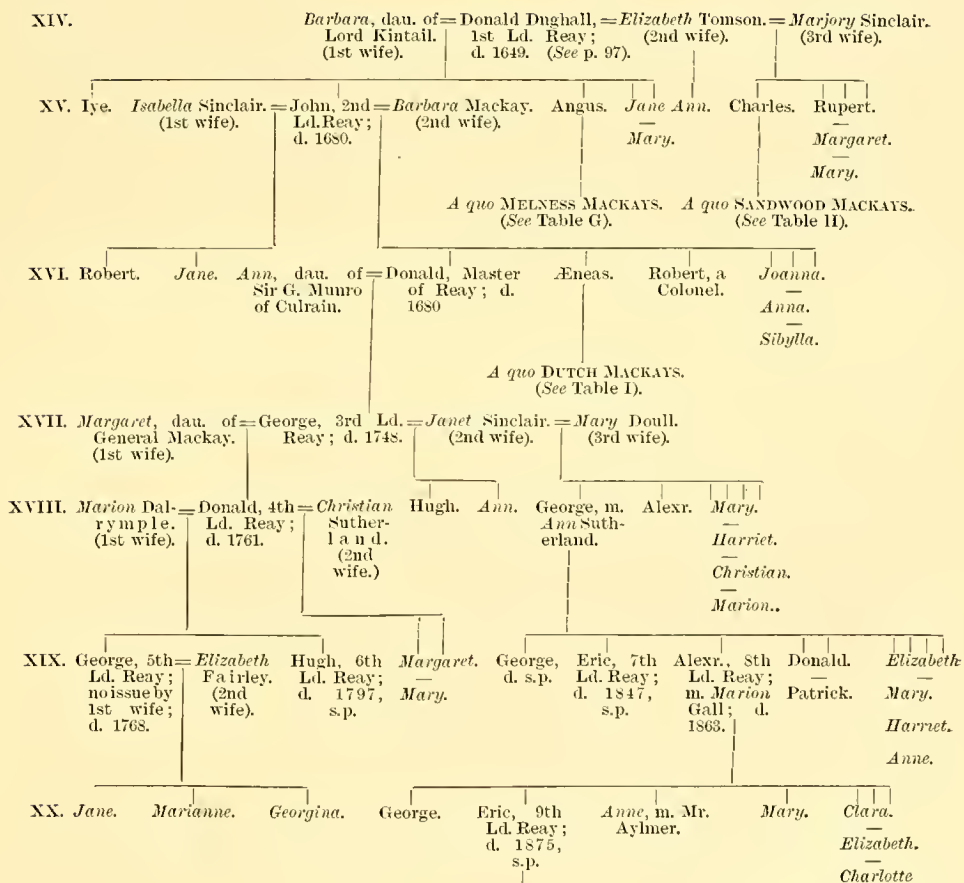 XIV. Barbara, dau. of = Donald Dughall, = Elizabeth Tomson. = Marjory Sinclair.
Lord Kintail. 1st Ld. Reay; (2nd wife). (3rd wife).
(1st wife). d. 1649. (See p. 97).
XV. Iye. Isabella Sinclair. = John, 2nd = Barbara Mackay. Angus. Jane Ann. Charles. Rupert.
(1st wife). Ld. Reay; (2nd wife). — —
d. 1680. Mary. Margaret.
—
Mary.
A quo MELNESS MACKAYS. A quo SANDWOOD MACKAYS.
(See Table G). (See Table H).
XVI. Robert. Jane. Ann, dau. of = Donald, Master Æneas. Robert, a Joanna.
Sir G. Munro of Reay; d. Colonel. —
of Culrain. 1680 Anna.
—
Sibylla.
A quo DUTCH MACKAYS.
(See Table I).
XVII. Margaret, dau. of = George, 3rd Ld. = Janet Sinclair. = Mary Doull.
General Mackay. Reay; d. 1748. (2nd wife). (3rd wife).
(1st wife).
XVIII. Marion Dal- = Donald, 4th = Christian Hugh. Ann. George, m. Alexr. Mary.
rymple. Ld. Reay; Suther- Ann Suth- —
(1st wife). d. 1761. land. erland. Harriet.
(2nd —
wife.) Christian.
—
Marion..
XIX. George, 5th = Elizabeth Hugh, 6th Margaret. George, Eric, 7th Alexr., 8th Donald. Elizabeth
Ld. Reay; Fairley. Ld. Reay; — d. s.p. Ld. Reay; Ld. Reay; — —
no issue by (2nd d. 1797, Mary. d. 1847, m. Marion Patrick. Mary.
1st wife; wife). s.p. s.p. Gall; d. Harriet.
d. 1768. 1863. Anne.
XX. Jane. Marianne. Georgina. George. Eric, 9th Anne, m. Mr. Mary. Clara.
Ld. Reay; Aylmer. —
d. 1875, Elizabeth.
s.p. —
Charlotte